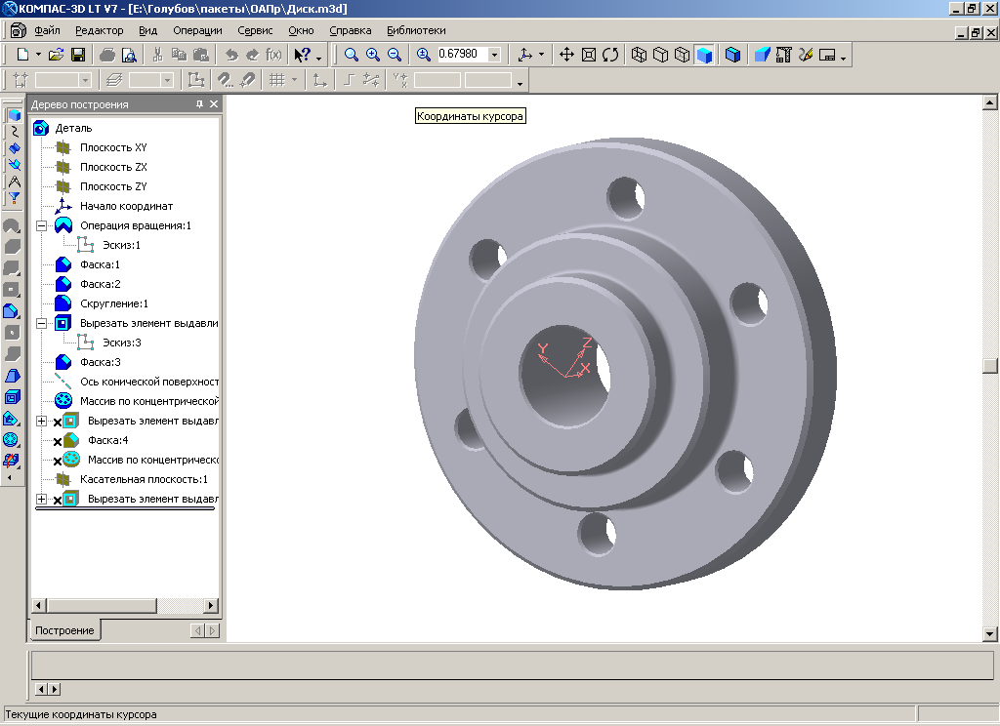 КОМПАС-3D LT V7 - [E:\Голубов\пакеты\ОАПр\Диск.m3d]
Файл Редактор Вид Операции Сервис Окно Справка Библиотеки
f(x) 0.67980
Дерево построения
Координаты курсора
Деталь
Плоскость XY
Плоскость ZX
Плоскость ZY
Начало координат
Операция вращения:1
Эскиз:1
Фаска:1
Фаска:2
Скругление:1
Вырезать элемент выдавли
Эскиз:3
Фаска:3
Ось конической поверхност
Массив по концентрической
Вырезать элемент выдавл
Фаска:4
Массив по концентрическо
Касательная плоскость:1
Вырезать элемент выдавл
Y Z
X
Построение
Текущие координаты курсора